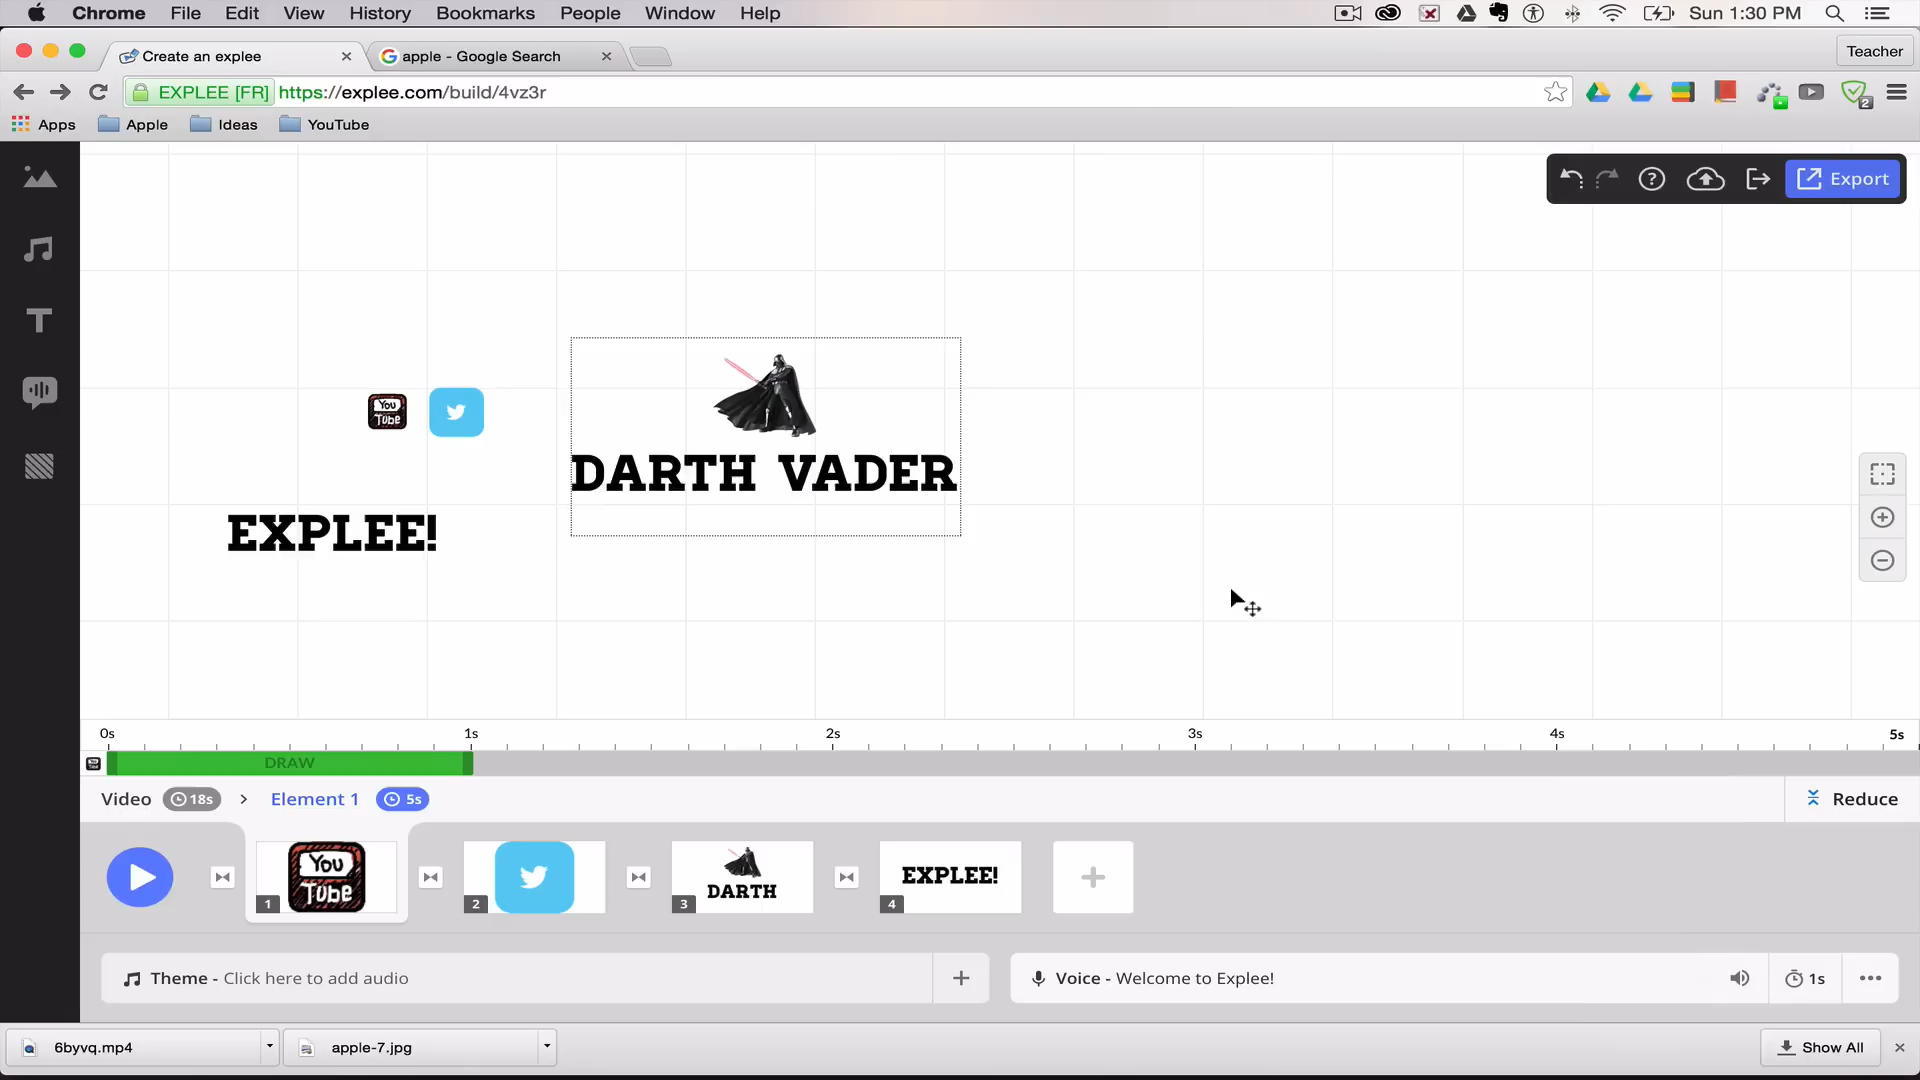 Chrome File Edit View History Bookmarks People Window Help Sun 1:30 PM
Create an explee apple - Google Search Teacher
EXPLEE [FR] https://explee.com/build/4vz3r 2
Apps Apple Ideas YouTube
Export
You
Tube
DARTH VADER
EXPLEE!
0s 1s 2s 3s 4s 5s
DRAW
Video 18s > Element 1 5s Reduce
You
Tube
1
2
DARTH
3
EXPLEE!
4
Theme - Click here to add audio
Voice - Welcome to Explee! 1s
6byvq.mp4 apple-7.jpg Show All